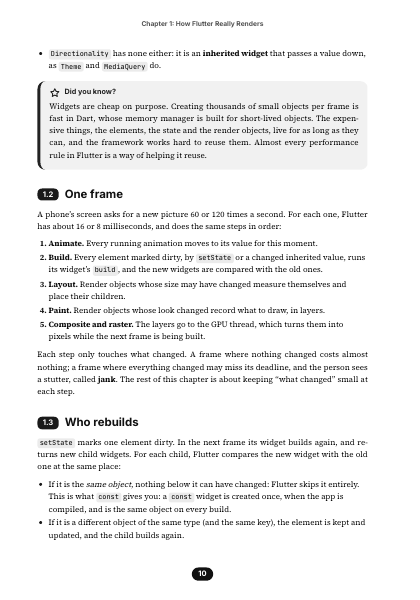 Chapter 1: How Flutter Really Renders
• Directionality has none either: it is an inherited widget that passes a value down,
as Theme and MediaQuery do.
Did you know?
Widgets are cheap on purpose. Creating thousands of small objects per frame is
fast in Dart, whose memory manager is built for short-lived objects. The expen-
sive things, the elements, the state and the render objects, live for as long as they
can, and the framework works hard to reuse them. Almost every performance
rule in Flutter is a way of helping it reuse.
1.2 One frame
A phone's screen asks for a new picture 60 or 120 times a second. For each one, Flutter
has about 16 or 8 milliseconds, and does the same steps in order:
1. Animate. Every running animation moves to its value for this moment.
2. Build. Every element marked dirty, by setState or a changed inherited value, runs
its widget's build, and the new widgets are compared with the old ones.
3. Layout. Render objects whose size may have changed measure themselves and
place their children.
4. Paint. Render objects whose look changed record what to draw, in layers.
5. Composite and raster. The layers go to the GPU thread, which turns them into
pixels while the next frame is being built.
Each step only touches what changed. A frame where nothing changed costs almost
nothing; a frame where everything changed may miss its deadline, and the person sees
a stutter, called jank. The rest of this chapter is about keeping "what changed" small at
each step.
1.3 Who rebuilds
setState marks one element dirty. In the next frame its widget builds again, and re-
turns new child widgets. For each child, Flutter compares the new widget with the old
one at the same place:
• If it is the same object, nothing below it can have changed: Flutter skips it entirely.
This is what const gives you: a const widget is created once, when the app is
compiled, and is the same object on every build.
• If it is a different object of the same type (and the same key), the element is kept and
updated, and the child builds again.
10